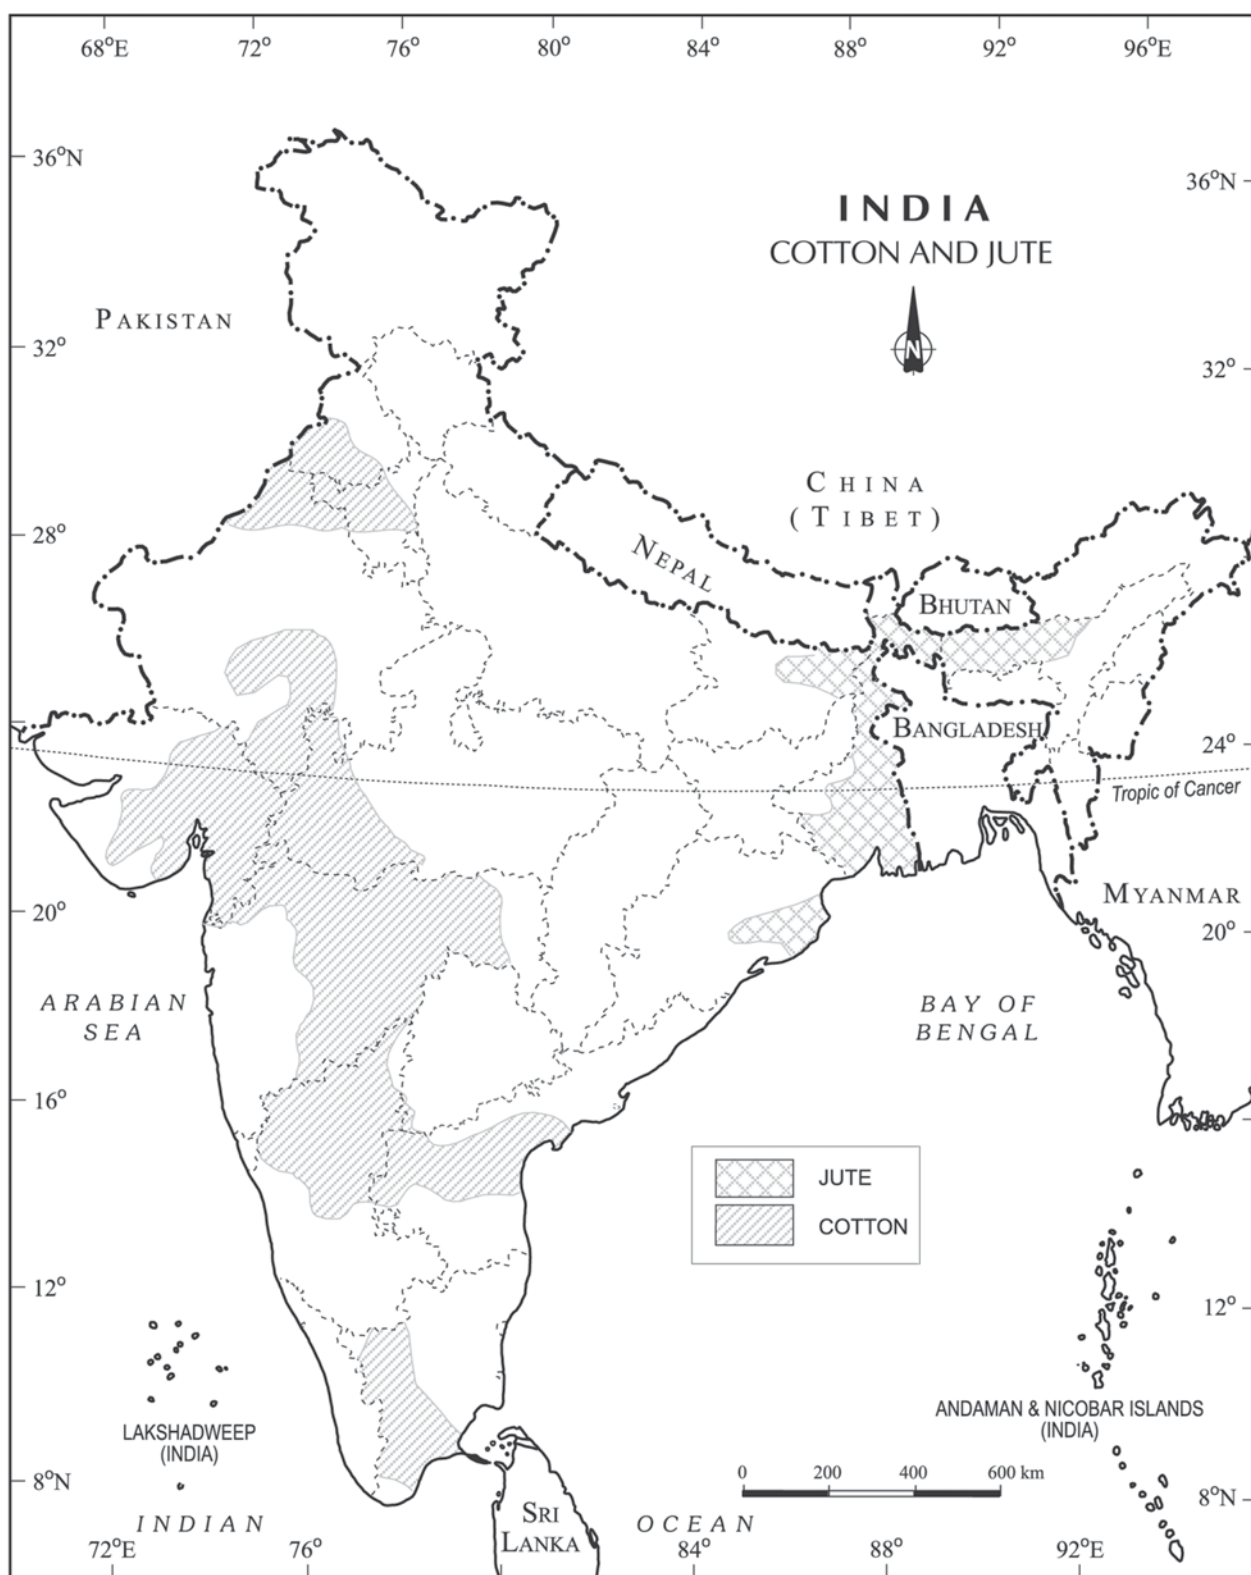 68°E 72° 76° 80° 84° 88° 92° 96°E
36°N
36°N
INDIA
COTTON AND JUTE
N
PAKISTAN
32°
32°
CHINA
(TIBET)
28°
NEPAL
BHUTAN
BANGLADESH
24°
Tropic of Cancer
MYANMAR
20°
20°
ARABIAN
SEA
BAY OF
BENGAL
16°
JUTE
COTTON
12°
12°
LAKSHADWEEP
(INDIA)
ANDAMAN & NICOBAR ISLANDS
(INDIA)
0 200 400 600 km
8°N
8°N
SRI
LANKA
INDIAN OCEAN
72°E 76° 84° 88° 92°E